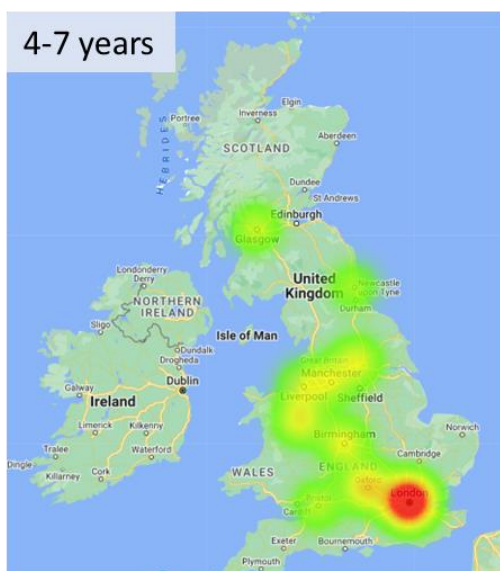 4-7 years
Elgin
Inverness
Portree
Aberdeen
SCOTLAND
HEBRIDES
Dundee
St Andrews
Edinburgh
Glasgow
Londonderry
Derry
United
Kingdom
Newcastle
upon Tyne
NORTHERN
IRELAND
Durham
Sligo
Isle of Man
Dundalk
Great Britain
Drogheda
Manchester
Galway
Dublin
Liverpool
Sheffield
Ireland
Limerick
Kilkenny
Norwich
Tralee
Waterford
Birmingham
Cambridge
Dingle
Cork
WALES
ENGLAND
Killarney
Oxford
London
Bristol
Cardiff
Exeter
Bournemouth
Plymouth